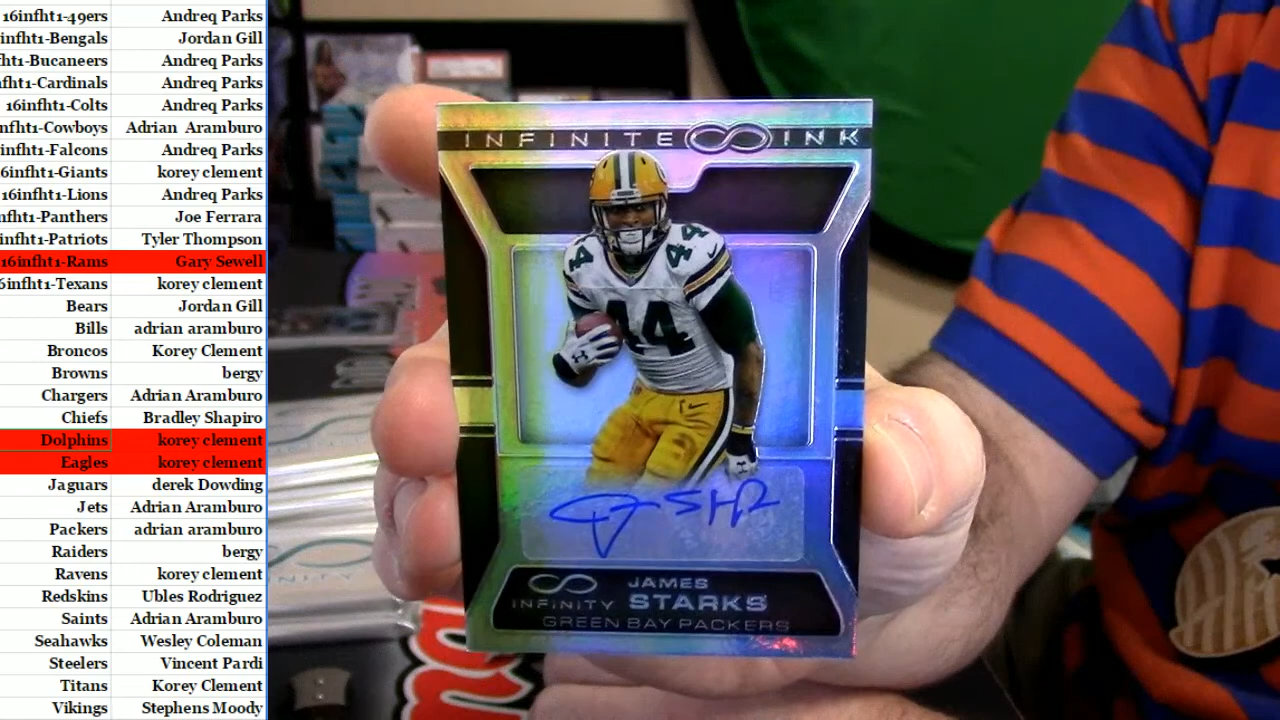 16infht1-49ers Andreq Parks
infht1-Bengals Jordan Gill
fht1-Bucaneers Andreq Parks
nfht1-Cardinals Andreq Parks
16infht1-Colts Andreq Parks
nfht1-Cowboys Adrian Aramburo
infht1-Falcons Andreq Parks
6infht1-Giants korey clement
16infht1-Lions Andreq Parks
nfht1-Panthers Joe Ferrara
infht1-Patriots Tyler Thompson
16infht1-Rams Gary Sewell
6infht1-Texans korey clement
Bears Jordan Gill
Bills adrian aramburo
Broncos Korey Clement
Browns bergy
Chargers Adrian Aramburo
Chiefs Bradley Shapiro
Dolphins korey clement
Eagles korey clement
Jaguars derek Dowding
Jets Adrian Aramburo
Packers adrian aramburo
Raiders bergy
Ravens korey clement
Redskins Ubles Rodriguez
Saints Adrian Aramburo
Seahawks Wesley Coleman
Steelers Vincent Pardi
Titans Korey Clement
Vikings Stephens Moody
INFINITE INK
44
44
44
JAMES
INFINITY STARKS
GREEN BAY PACKERS